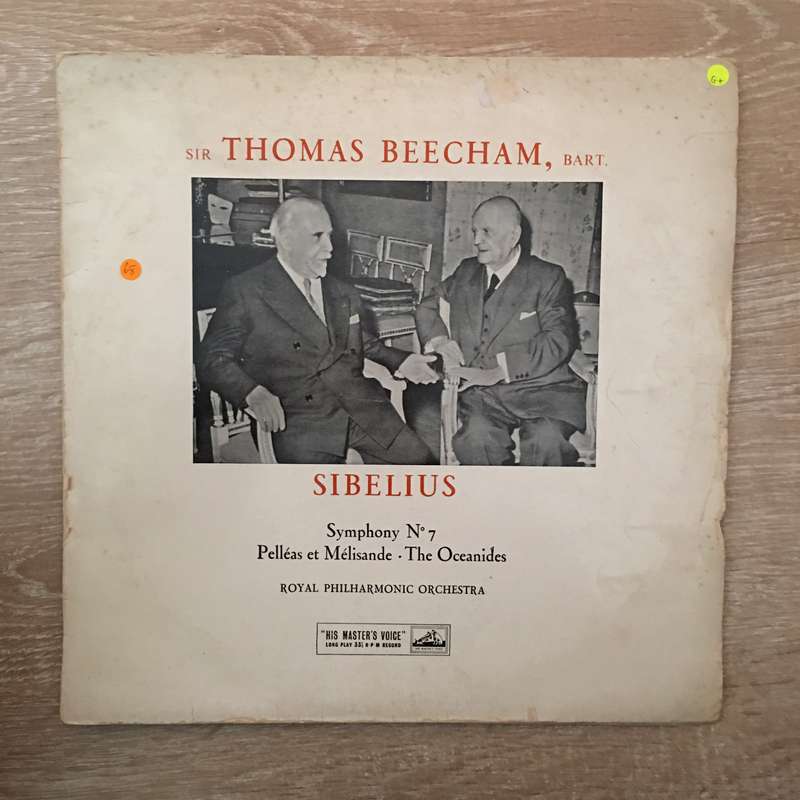 G+
SIR THOMAS BEECHAM, BART.
SIBELIUS
Symphony Nº 7
Pelléas et Mélisande · The Oceanides
ROYAL PHILHARMONIC ORCHESTRA
"HIS MASTER'S VOICE"
LONG PLAY 33⅓ R·P·M RECORD